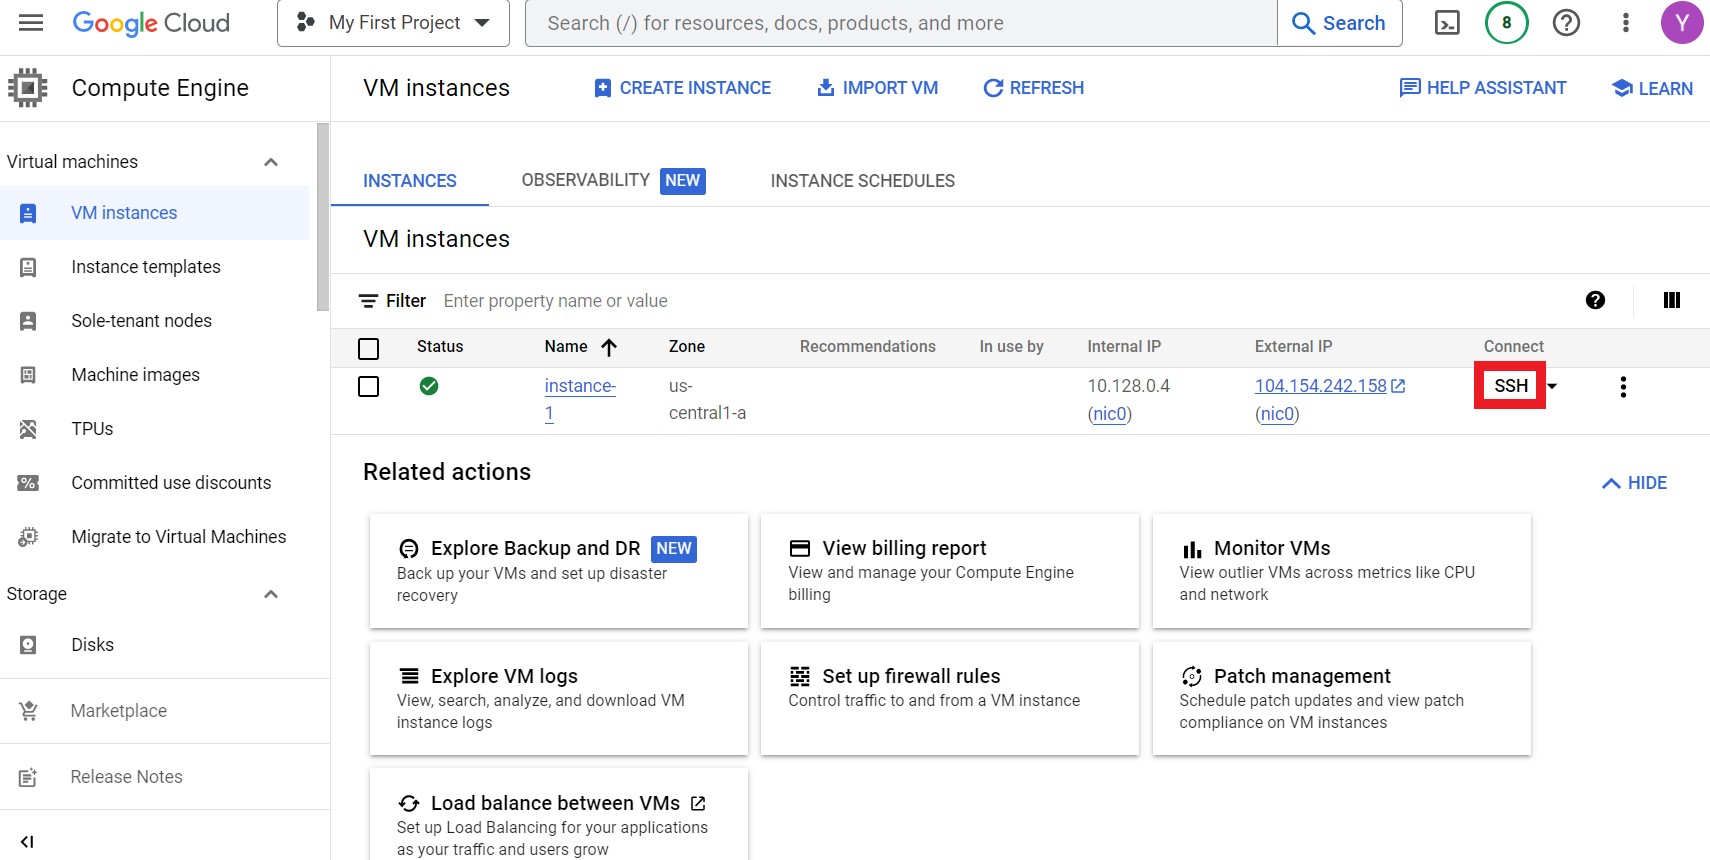 Google Cloud
My First Project
Search (/) for resources, docs, products, and more
Search
8
Y
Compute Engine
VM instances
CREATE INSTANCE
IMPORT VM
REFRESH
HELP ASSISTANT
LEARN
Virtual machines
VM instances
Instance templates
Sole-tenant nodes
Machine images
TPUs
Committed use discounts
Migrate to Virtual Machines
Storage
Disks
Marketplace
Release Notes
INSTANCES
OBSERVABILITY NEW
INSTANCE SCHEDULES
VM instances
Filter Enter property name or value
Status Name Zone Recommendations In use by Internal IP External IP Connect
instance- us- 10.128.0.4 104.154.242.158 SSH
1 central1-a (nic0) (nic0)
Related actions
HIDE
Explore Backup and DR NEW
Back up your VMs and set up disaster
recovery
View billing report
View and manage your Compute Engine
billing
Monitor VMs
View outlier VMs across metrics like CPU
and network
Explore VM logs
View, search, analyze, and download VM
instance logs
Set up firewall rules
Control traffic to and from a VM instance
Patch management
Schedule patch updates and view patch
compliance on VM instances
Load balance between VMs
Set up Load Balancing for your applications
as your traffic and users grow